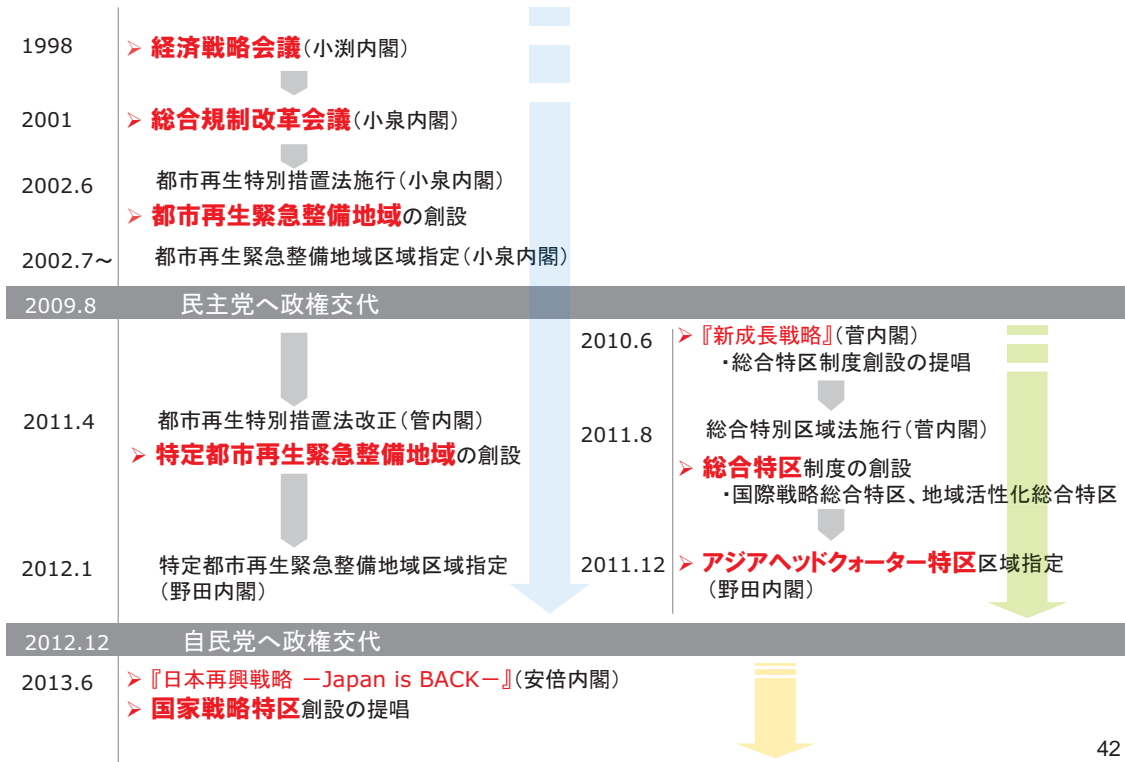 1998
➢ 経済戦略会議(小渕内閣)
2001
➢ 総合規制改革会議(小泉内閣)
2002.6
都市再生特別措置法施行(小泉内閣)
➢ 都市再生緊急整備地域の創設
2002.7~
都市再生緊急整備地域区域指定(小泉内閣)
2009.8 民主党へ政権交代
2011.4
都市再生特別措置法改正(管内閣)
➢ 特定都市再生緊急整備地域の創設
2012.1
特定都市再生緊急整備地域区域指定
(野田内閣)
2010.6
➢ 『新成長戦略』(菅内閣)
・総合特区制度創設の提唱
2011.8
総合特別区域法施行(菅内閣)
➢ 総合特区制度の創設
・国際戦略総合特区、地域活性化総合特区
2011.12
➢ アジアヘッドクォーター特区区域指定
(野田内閣)
2012.12 自民党へ政権交代
2013.6
➢ 『日本再興戦略 -Japan is BACK-』(安倍内閣)
➢ 国家戦略特区創設の提唱
42